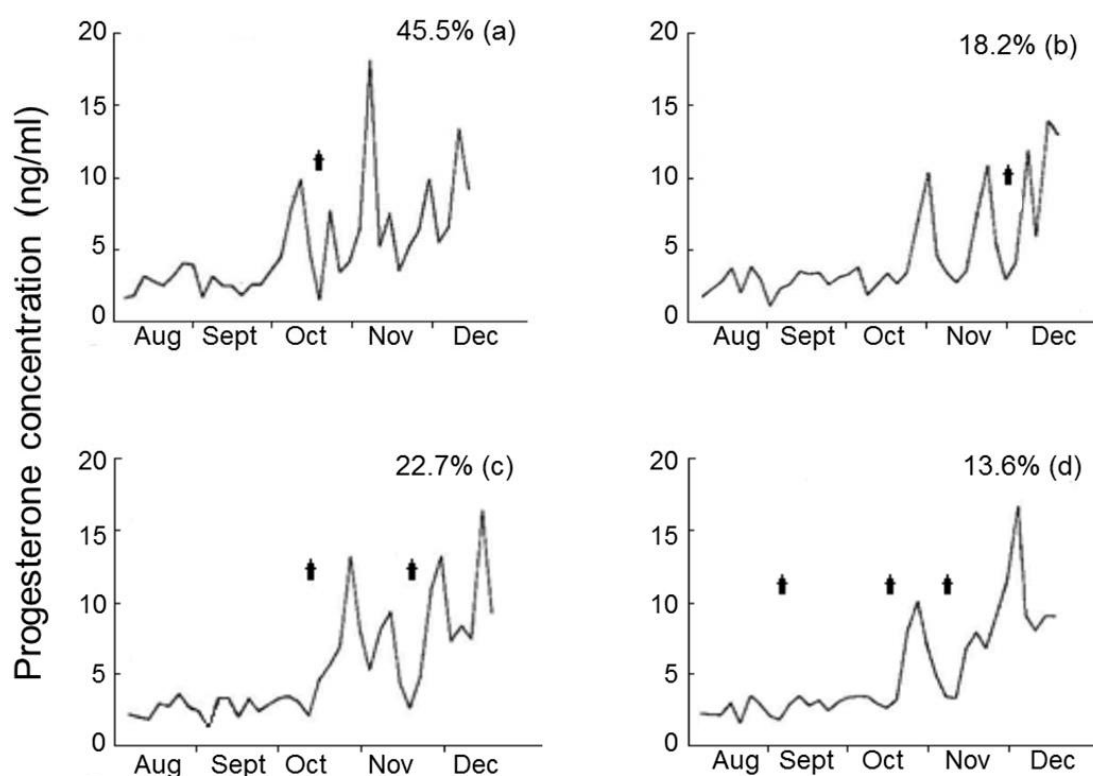 Progesterone concentration (ng/ml)
45.5% (a)
20
15
10
5
0
Aug Sept Oct Nov Dec
18.2% (b)
20
15
10
5
0
Aug Sept Oct Nov Dec
22.7% (c)
20
15
10
5
0
Aug Sept Oct Nov Dec
13.6% (d)
20
15
10
5
0
Aug Sept Oct Nov Dec